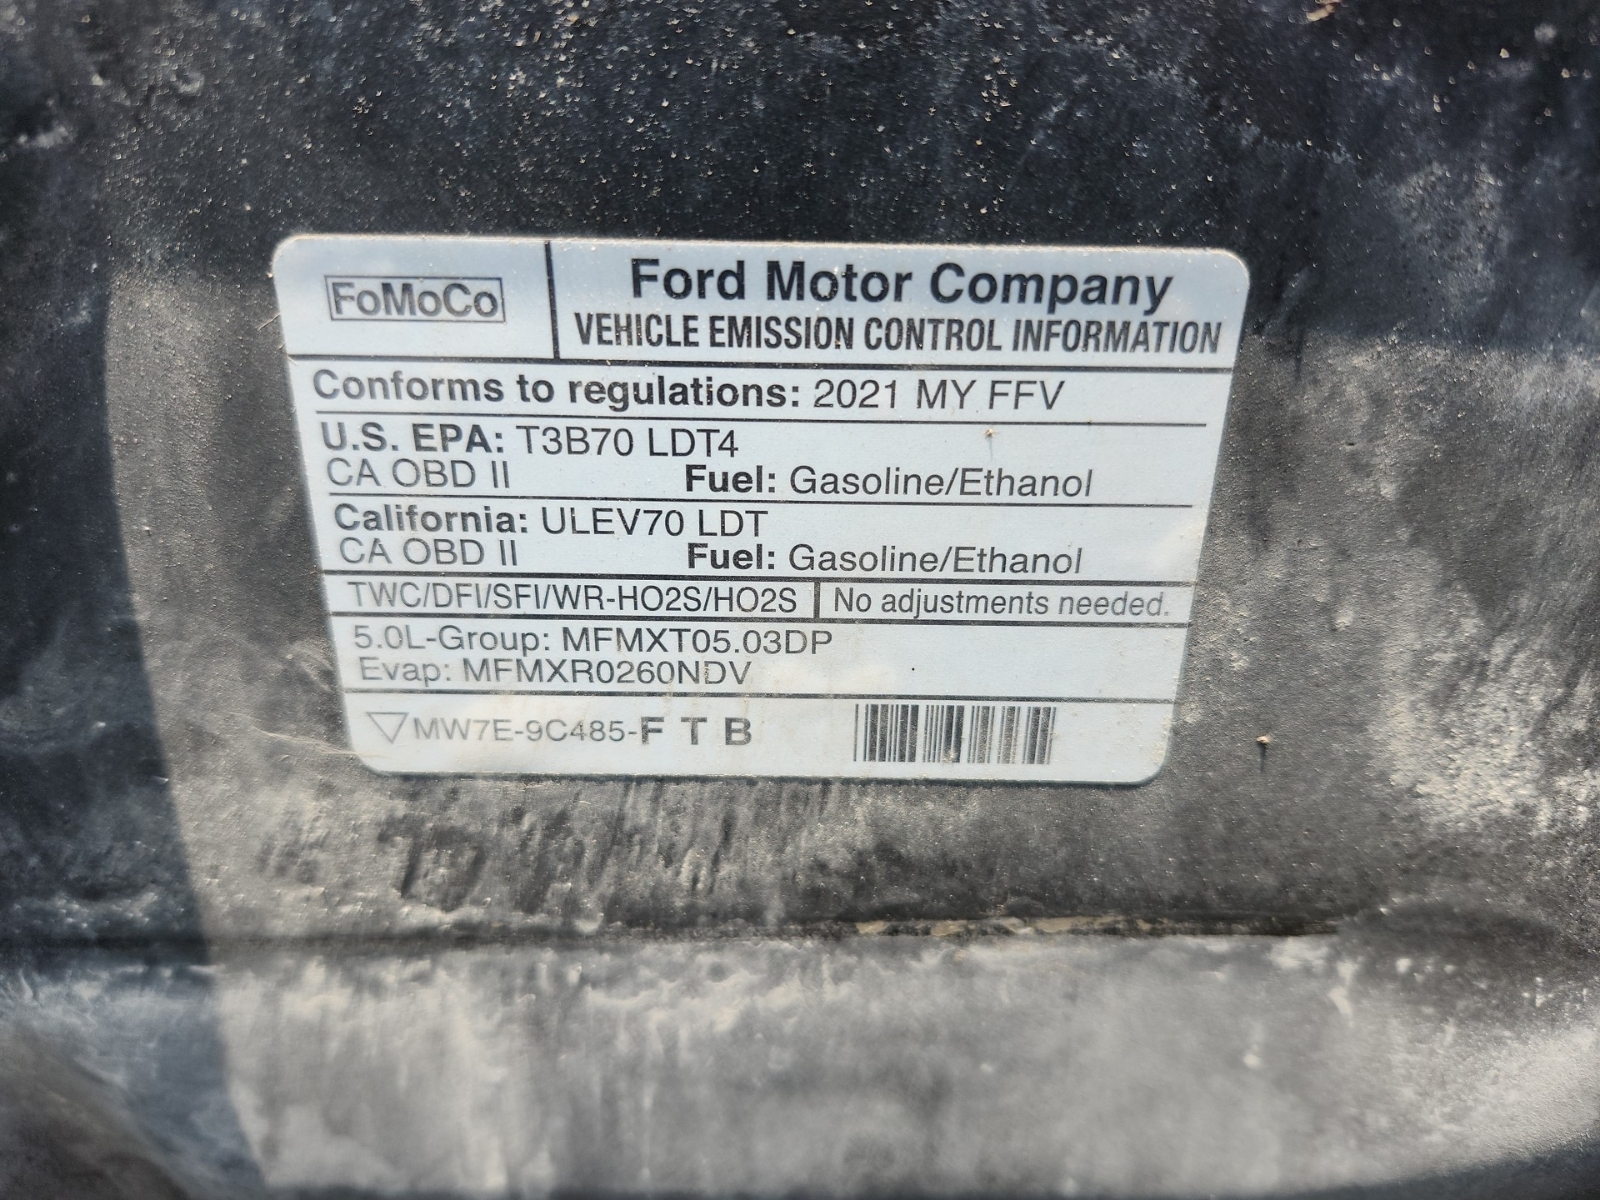 FoMoCo
Ford Motor Company
VEHICLE EMISSION CONTROL INFORMATION
Conforms to regulations: 2021 MY FFV
U.S. EPA: T3B70 LDT4
CA OBD II Fuel: Gasoline/Ethanol
California: ULEV70 LDT
CA OBD II Fuel: Gasoline/Ethanol
TWC/DFI/SFI/WR-HO2S/HO2S No adjustments needed.
5.0L-Group: MFMXT05.03DP
Evap: MFMXR0260NDV
MW7E-9C485-F T B